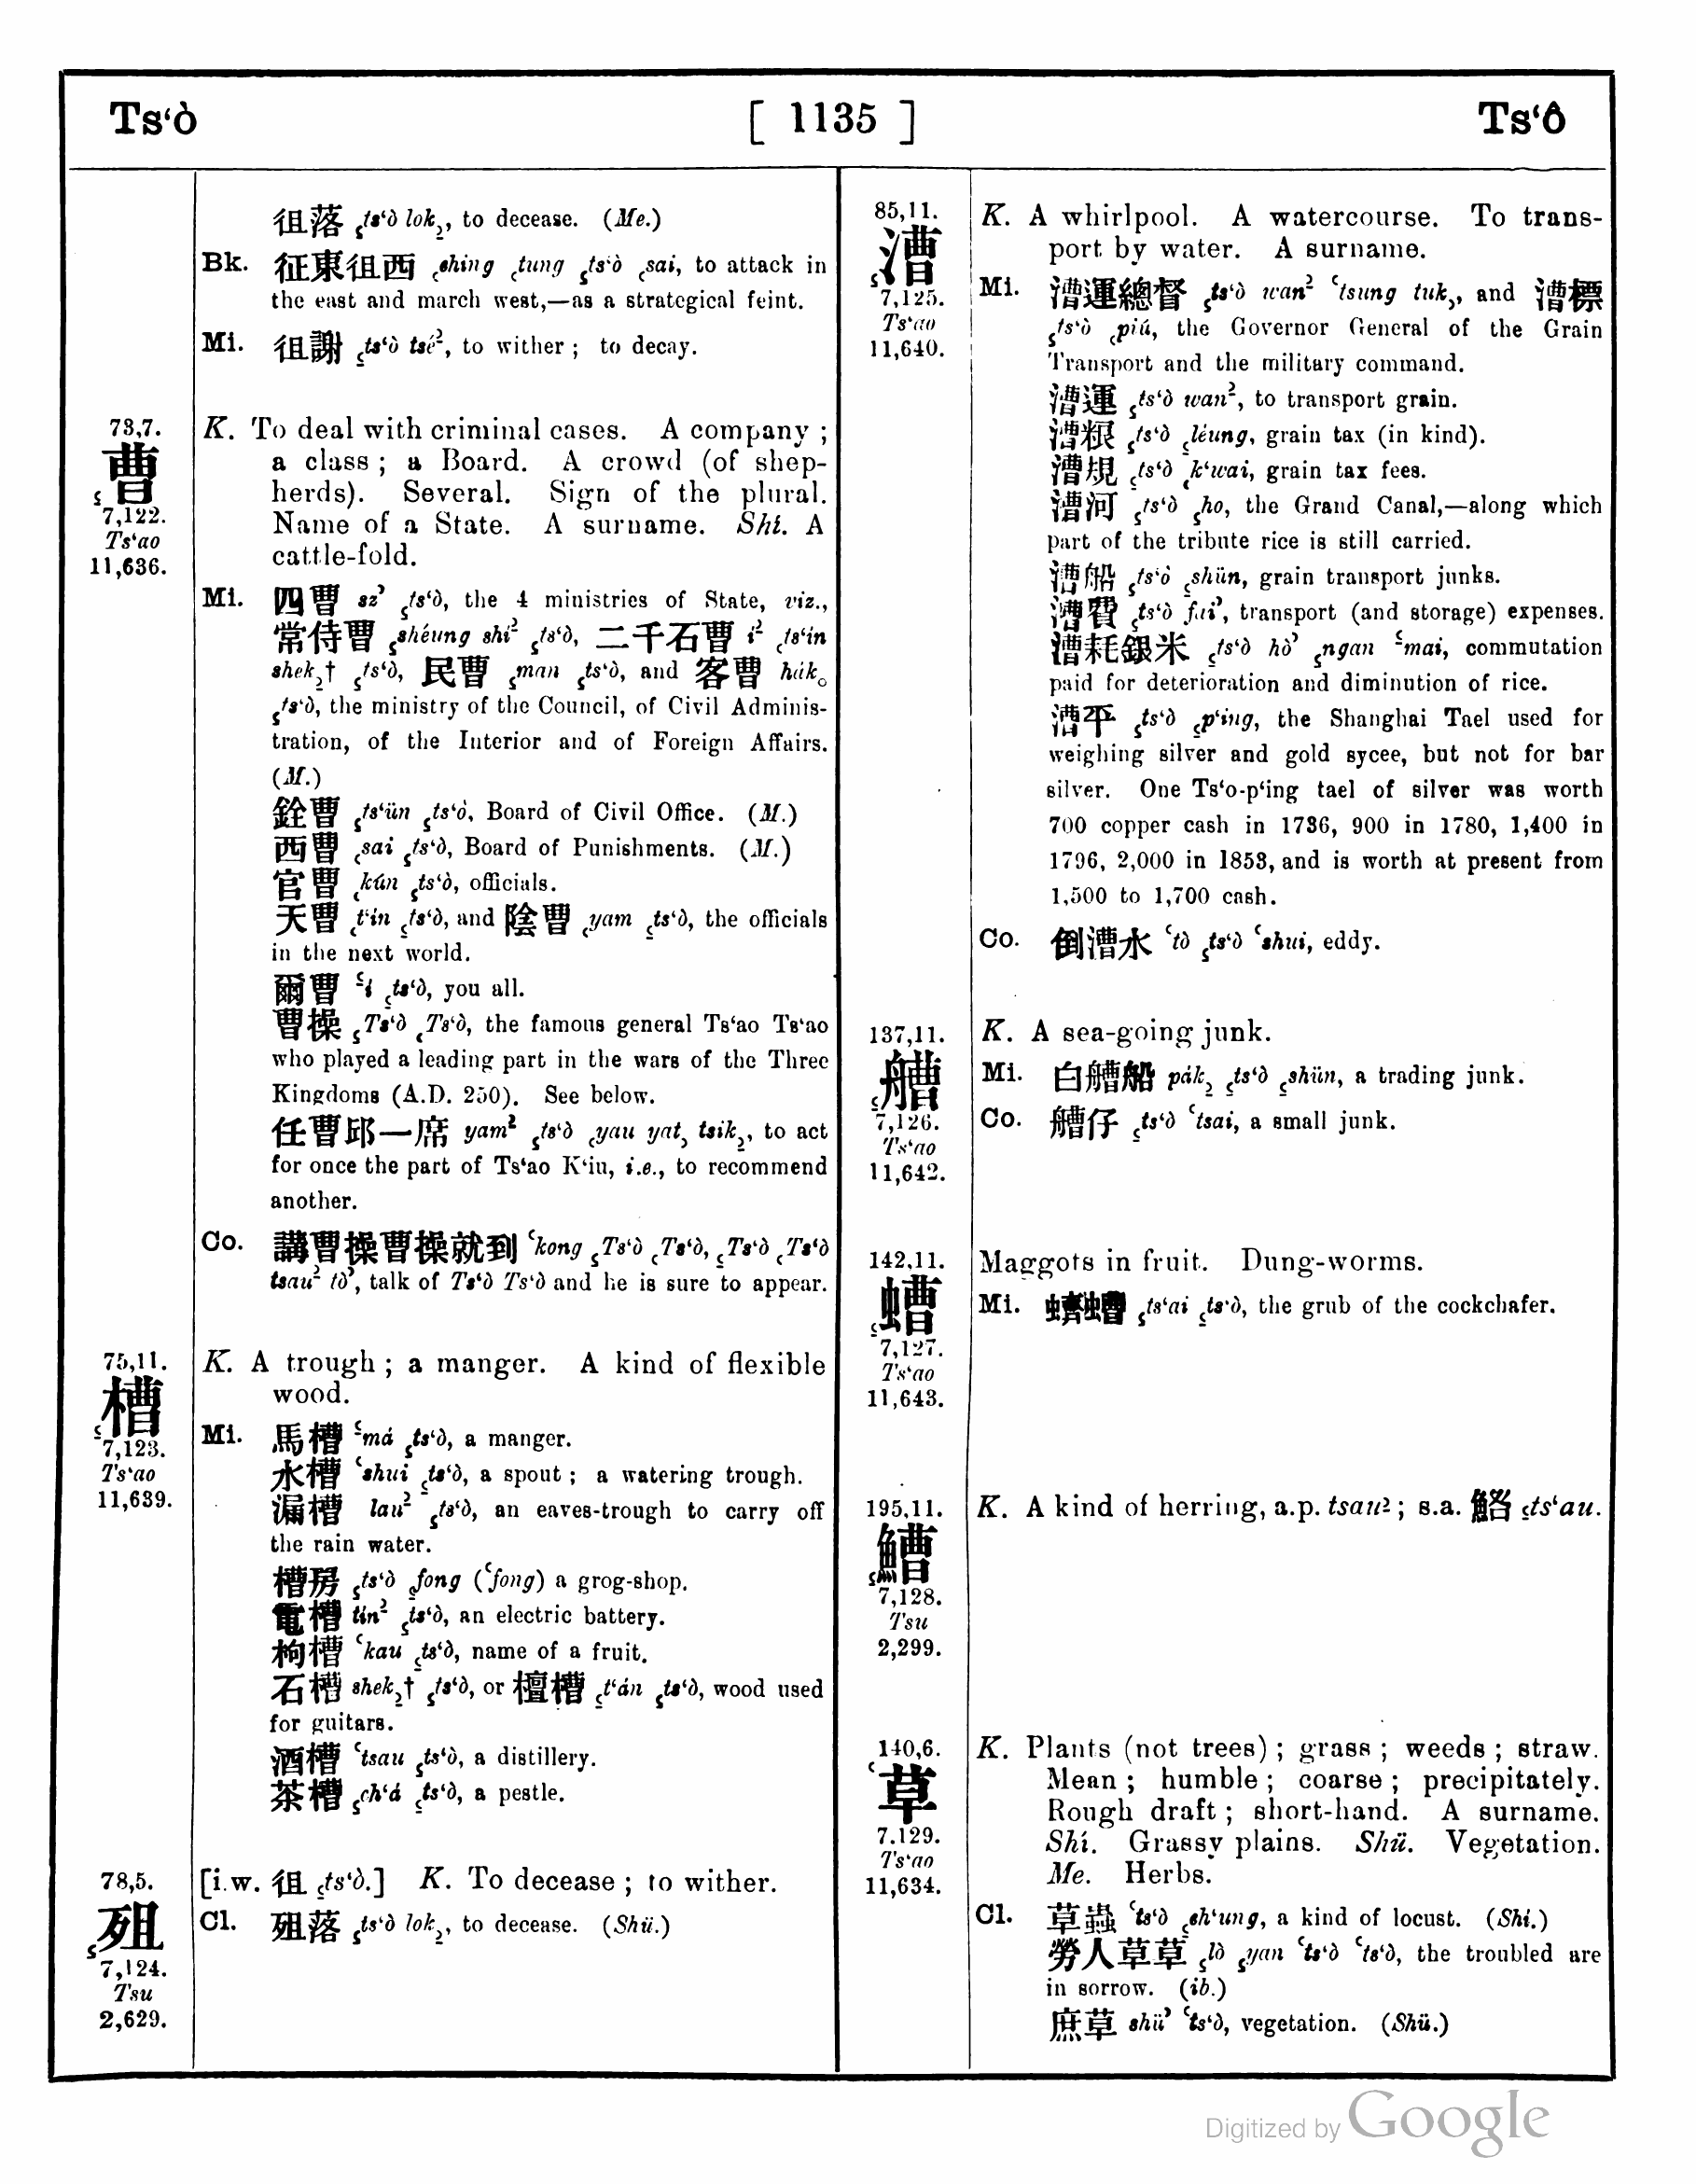 Ts‘ò [ 1135 ] Ts‘ô
徂落 ꜁ts‘ò lok₂, to decease. (Me.)
Bk. 征東徂西 ꜀ching ꜀tung ꜁ts‘ò ꜀sai, to attack in
the east and march west,—as a strategical feint.
Mi. 徂謝 ꜁ts‘ò tsé², to wither; to decay.
73,7.
曹
7,122.
Ts‘ao
11,636.
K. To deal with criminal cases. A company;
a class; a Board. A crowd (of shep-
herds). Several. Sign of the plural.
Name of a State. A surname. Shí. A
cattle-fold.
Mi. 四曹 sz’ ꜁ts‘ò, the 4 ministries of State, viz.,
常侍曹 ꜁shéung shi² ꜁ts‘ò, 二千石曹 i² ꜀ts‘ín
shek₂† ꜁ts‘ò, 民曹 ꜁man ꜁ts‘ò, and 客曹 hák。
꜁ts‘ò, the ministry of the Council, of Civil Adminis-
tration, of the Interior and of Foreign Affairs.
(M.)
銓曹 ꜁ts‘ün ꜁ts‘ò, Board of Civil Office. (M.)
西曹 ꜀sai ꜁ts‘ò, Board of Punishments. (M.)
官曹 ꜀kún ꜁ts‘ò, officials.
天曹 ꜀t‘ín ꜁ts‘ò, and 陰曹 ꜀yam ꜁ts‘ò, the officials
in the next world.
爾曹 ꜃í ꜁ts‘ò, you all.
曹操 ꜁Ts‘ò ꜀Ts‘ò, the famous general Ts‘ao Ts‘ao
who played a leading part in the wars of the Three
Kingdoms (A.D. 250). See below.
任曹邱一席 yam² ꜁ts‘ò ꜀yau yat꜆ tsik₂, to act
for once the part of Ts‘ao K‘iu, i.e., to recommend
another.
Co. 講曹操曹操就到 ꜂kong ꜁Ts‘ò ꜀Ts‘ò, ꜁Ts‘ò ꜀Ts‘ò
tsau² tò’, talk of Ts‘ò Ts‘ò and he is sure to appear.
75,11.
槽
7,123.
Ts‘ao
11,639.
K. A trough; a manger. A kind of flexible
wood.
Mi. 馬槽 ꜃má ꜁ts‘ò, a manger.
水槽 ꜂shui ꜁ts‘ò, a spout; a watering trough.
漏槽 lau² ꜁ts‘ò, an eaves-trough to carry off
the rain water.
槽房 ꜁ts‘ò ꜁fong (꜂fong) a grog-shop.
電槽 tín² ꜁ts‘ò, an electric battery.
枸槽 ꜂kau ꜁ts‘ò, name of a fruit.
石槽 shek₂† ꜁ts‘ò, or 檀槽 ꜁t‘án ꜁ts‘ò, wood used
for guitars.
酒槽 ꜂tsau ꜁ts‘ò, a distillery.
茶槽 ꜁ch‘á ꜁ts‘ò, a pestle.
78,5.
殂
7,124.
Tsu
2,629.
[i.w. 徂 ꜁ts‘ò.] K. To decease; to wither.
Cl. 殂落 ꜁ts‘ò lok₂, to decease. (Shü.)
85,11.
漕
7,125.
Ts‘ao
11,640.
K. A whirlpool. A watercourse. To trans-
port by water. A surname.
Mi. 漕運總督 ꜁ts‘ò wan² ꜂tsung tuk꜆, and 漕標
꜁ts‘ò ꜀piú, the Governor General of the Grain
Transport and the military command.
漕運 ꜁ts‘ò wan², to transport grain.
漕粮 ꜁ts‘ò ꜁léung, grain tax (in kind).
漕規 ꜁ts‘ò ꜀k‘wai, grain tax fees.
漕河 ꜁ts‘ò ꜁ho, the Grand Canal,—along which
part of the tribute rice is still carried.
漕船 ꜁ts‘ò ꜁shün, grain transport junks.
漕費 ꜁ts‘ò fai’, transport (and storage) expenses.
漕耗銀米 ꜁ts‘ò hò’ ꜁ngan ꜃mai, commutation
paid for deterioration and diminution of rice.
漕平 ꜁ts‘ò ꜁p‘ing, the Shanghai Tael used for
weighing silver and gold sycee, but not for bar
silver. One Ts‘o-p‘ing tael of silver was worth
700 copper cash in 1736, 900 in 1780, 1,400 in
1796, 2,000 in 1853, and is worth at present from
1,500 to 1,700 cash.
Co. 倒漕水 ꜂tò ꜁ts‘ò ꜂shui, eddy.
137,11.
艚
7,126.
Ts‘ao
11,642.
K. A sea-going junk.
Mi. 白艚船 pák₂ ꜁ts‘ò ꜁shün, a trading junk.
Co. 艚仔 ꜁ts‘ò ꜂tsai, a small junk.
142,11.
螬
7,127.
Ts‘ao
11,643.
Maggots in fruit. Dung-worms.
Mi. 蠐螬 ꜁ts‘ai ꜁ts‘ò, the grub of the cockchafer.
195,11.
鰽
7,128.
Tsu
2,299.
K. A kind of herring, a.p. tsau²; s.a. ꜁ts‘au.
140,6.
草
7.129.
Ts‘ao
11,634.
K. Plants (not trees); grass; weeds; straw.
Mean; humble; coarse; precipitately.
Rough draft; short-hand. A surname.
Shí. Grassy plains. Shü. Vegetation.
Me. Herbs.
Cl. 草蟲 ꜂ts‘ò ꜁ch‘ung, a kind of locust. (Shí.)
勞人草草 ꜁lò ꜁yan ꜂ts‘ò ꜂ts‘ò, the troubled are
in sorrow. (ib.)
庶草 shü’ ꜂ts‘ò, vegetation. (Shü.)
Digitized by Google